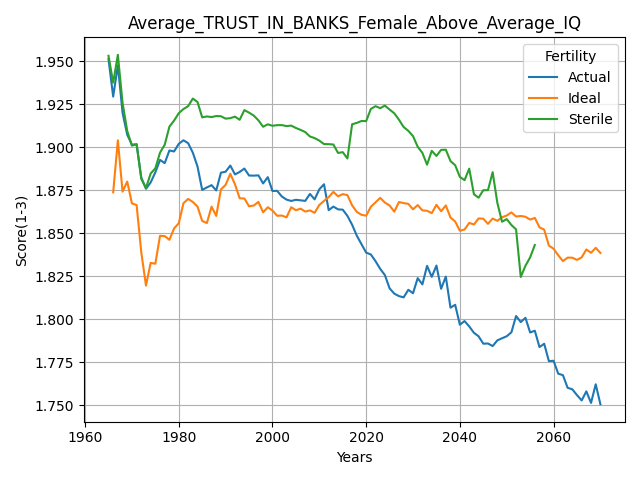 Average_TRUST_IN_BANKS_Female_Above_Average_IQ
Fertility
Actual
Ideal
Sterile
Score(1-3)
1.950
1.925
1.900
1.875
1.850
1.825
1.800
1.775
1.750
1960 1980 2000 2020 2040 2060
Years